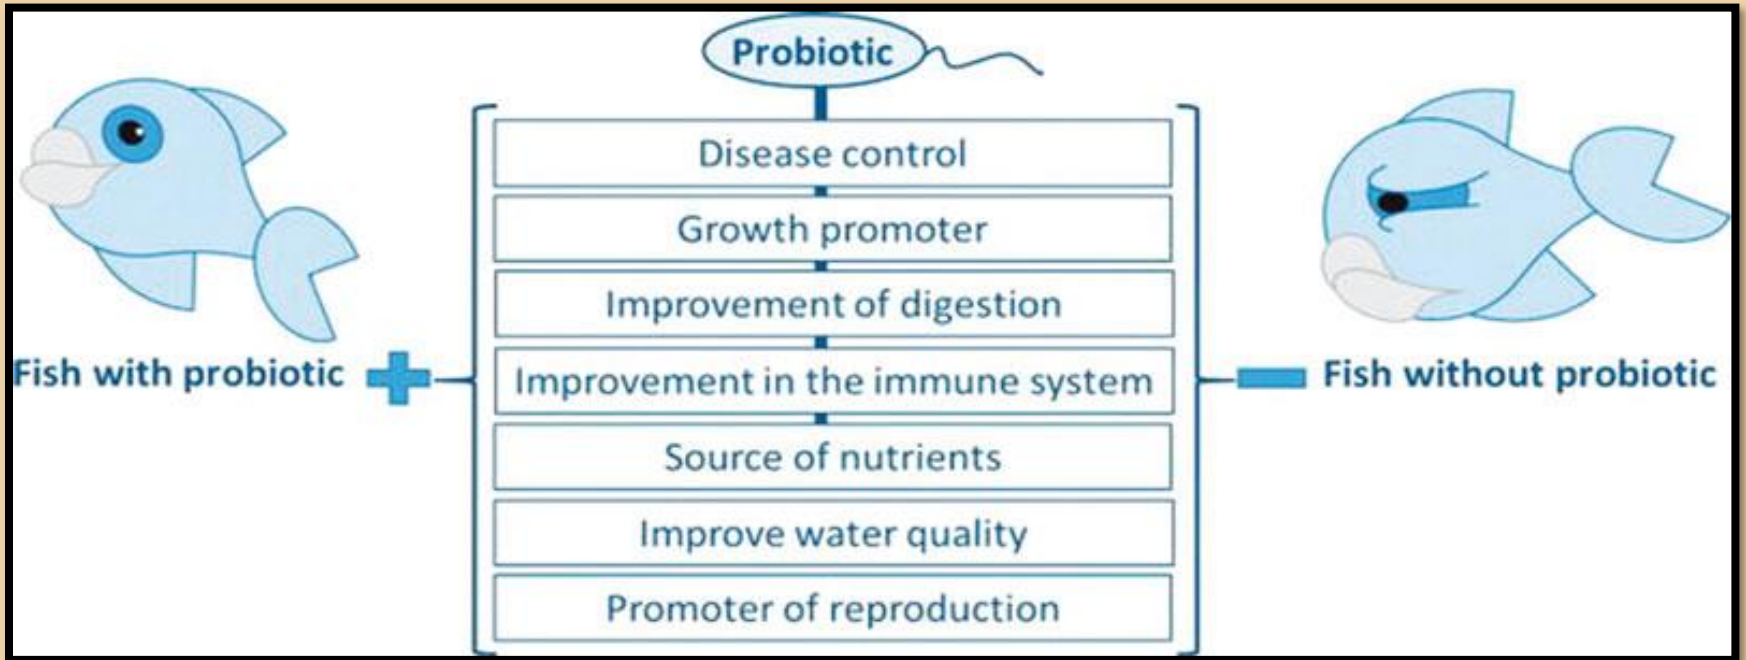 Probiotic
Disease control
Growth promoter
Improvement of digestion
Fish with probiotic
Improvement in the immune system
Fish without probiotic
Source of nutrients
Improve water quality
Promoter of reproduction